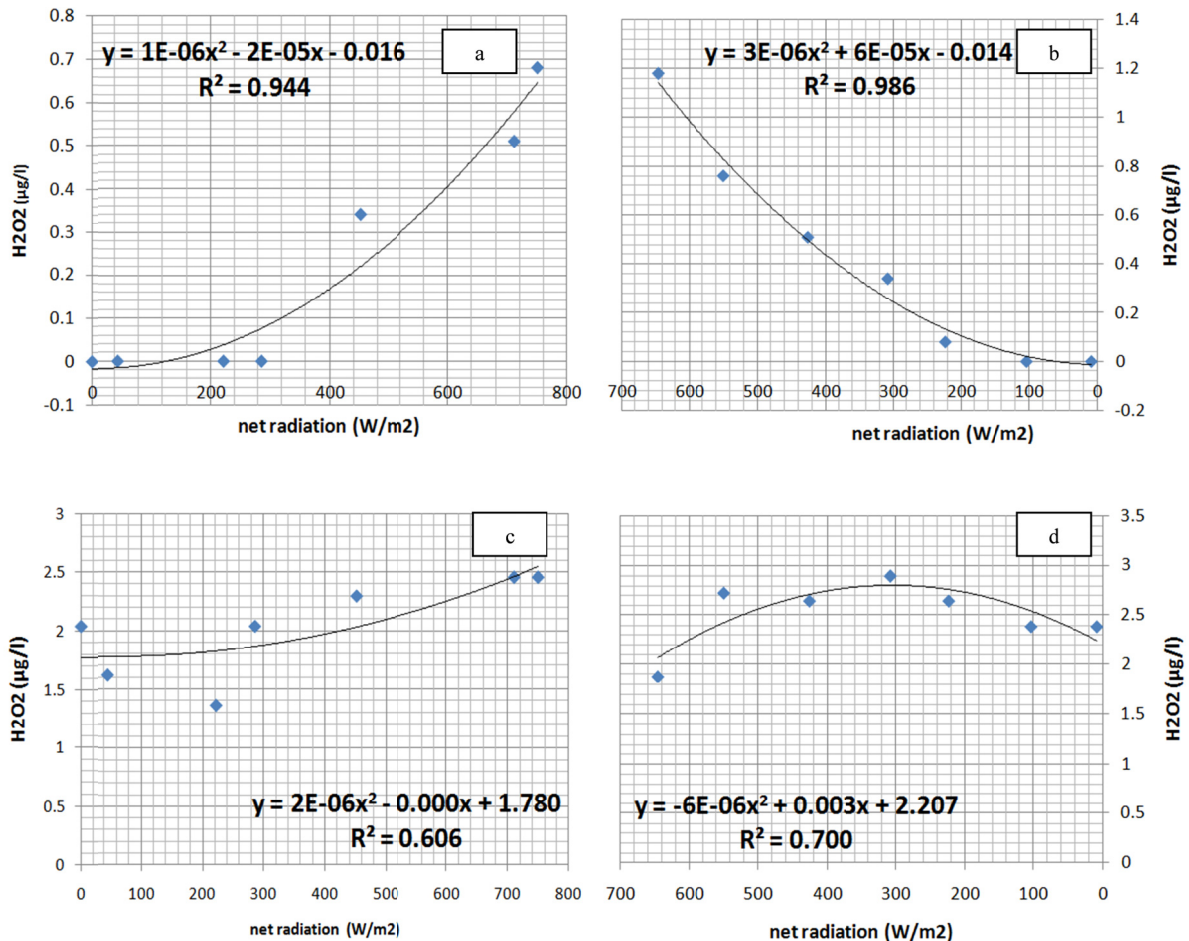 y = 1E-06x² - 2E-05x - 0.016
R² = 0.944
a
0.8
0.7
0.6
0.5
0.4
0.3
0.2
0.1
0
-0.1
H2O2 (µg/l)
0 200 400 600 800
net radiation (W/m2)
y = 3E-06x² + 6E-05x - 0.014
R² = 0.986
b
1.4
1.2
1
0.8
0.6
0.4
0.2
0
-0.2
H2O2 (µg/l)
700 600 500 400 300 200 100 0
net radiation (W/m2)
c
3
2.5
2
1.5
1
0.5
0
H2O2 (µg/l)
y = 2E-06x² - 0.000x + 1.780
R² = 0.606
0 100 200 300 400 500 600 700 800
net radiation (W/m2)
d
3.5
3
2.5
2
1.5
1
0.5
0
H2O2 (µg/l)
y = -6E-06x² + 0.003x + 2.207
R² = 0.700
700 600 500 400 300 200 100 0
net radiation (W/m2)